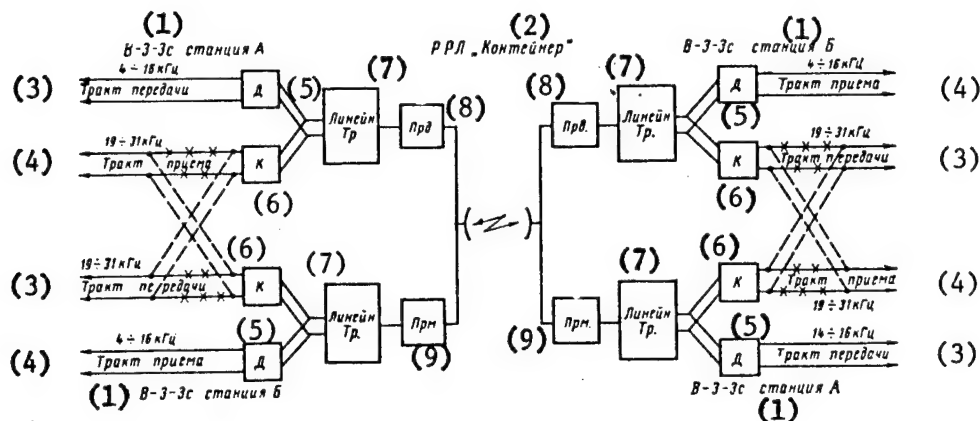 (1) (2) (1)
В-3-3с станция А РРЛ „Контейнер" В-3-3с станция Б
(3) 4÷16кГц (5) (7) (8) (7) 4÷16кГц (4)
Тракт передачи Д Линейн Тр Прд Прв. Линейн Тр. Д (5) Тракт приема
(4) 19÷31кГц К 19÷31кГц (3)
Тракт приема (6) К (6) Тракт передачи
(3) 19÷31кГц (6) (7) (7) (6) (4)
Тракт передачи К Линейн Тр. Прм (9) (9) Прм. Линейн Тр. К Тракт приема
19÷31кГц
(4) 4÷16кГц (5) Д (5) Д 14÷16кГц (3)
Тракт приема Тракт передачи
(1) В-3-3с станция Б В-3-3с станция А
(1)